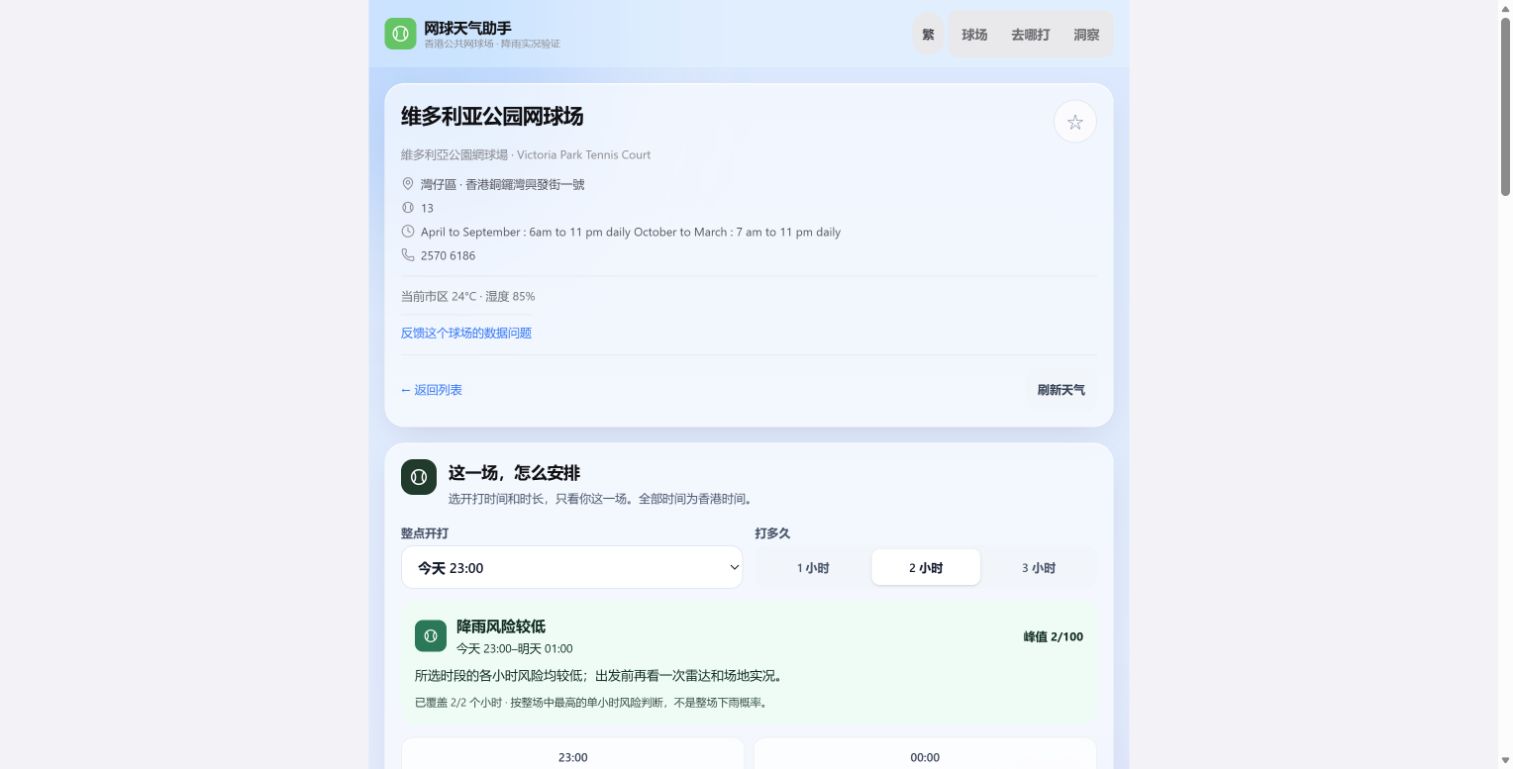 网球天气助手
香港公共网球场 · 降雨实况验证
繁
球场
去哪打
洞察
维多利亚公园网球场
☆
維多利亞公園網球場 · Victoria Park Tennis Court
灣仔區 · 香港銅鑼灣興發街一號
13
April to September : 6am to 11 pm daily October to March : 7 am to 11 pm daily
2570 6186
当前市区 24°C · 湿度 85%
反馈这个球场的数据问题
← 返回列表
刷新天气
这一场，怎么安排
选开打时间和时长，只看你这一场。全部时间为香港时间。
整点开打
打多久
今天 23:00
1 小时
2 小时
3 小时
降雨风险较低
今天 23:00–明天 01:00
峰值 2/100
所选时段的各小时风险均较低；出发前再看一次雷达和场地实况。
已覆盖 2/2 个小时 · 按整场中最高的单小时风险判断，不是整场下雨概率。
23:00
00:00